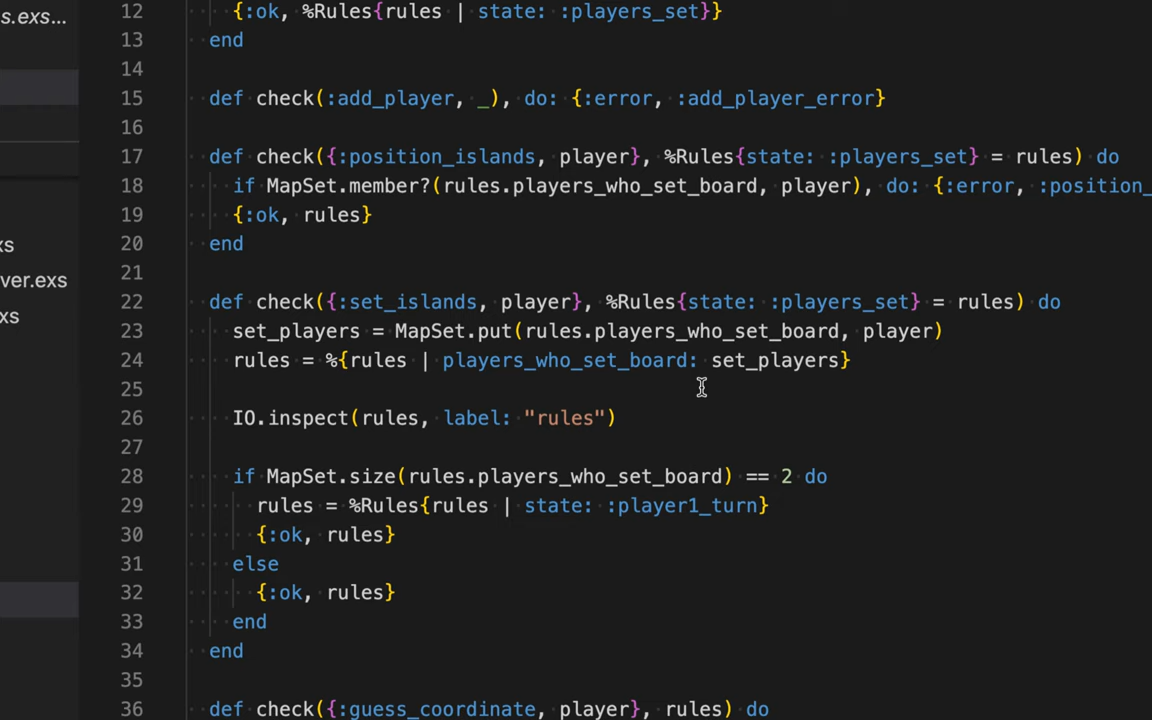 s.exs...
xs
ver.exs
xs
12 {:ok, %Rules{rules | state: :players_set}}
13 end
14
15 def check(:add_player, _), do: {:error, :add_player_error}
16
17 def check({:position_islands, player}, %Rules{state: :players_set} = rules) do
18 if MapSet.member?(rules.players_who_set_board, player), do: {:error, :position_
19 {:ok, rules}
20 end
21
22 def check({:set_islands, player}, %Rules{state: :players_set} = rules) do
23 set_players = MapSet.put(rules.players_who_set_board, player)
24 rules = %{rules | players_who_set_board: set_players}
25
26 IO.inspect(rules, label: "rules")
27
28 if MapSet.size(rules.players_who_set_board) == 2 do
29 rules = %Rules{rules | state: :player1_turn}
30 {:ok, rules}
31 else
32 {:ok, rules}
33 end
34 end
35
36 def check({:guess_coordinate, player}, rules) do